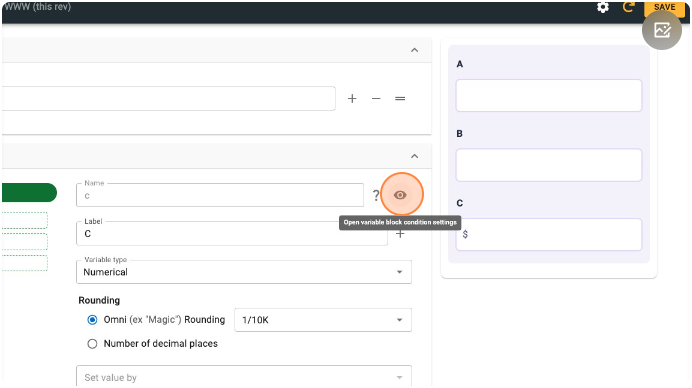 WWW (this rev)
SAVE
A
B
C
$
Name
c
?
Open variable block condition settings
Label
C
Variable type
Numerical
Rounding
Omni (ex "Magic") Rounding
1/10K
Number of decimal places
Set value by